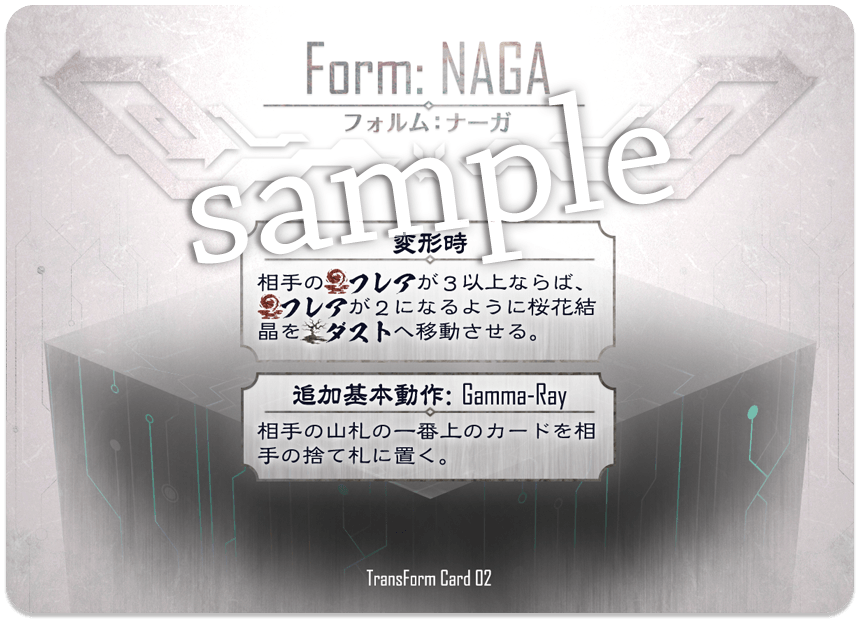 Form: NAGA
フォルム：ナーガ
sample
変形時
相手のフレアが３以上ならば、
フレアが２になるように桜花結
晶をダストへ移動させる。
追加基本動作: Gamma-Ray
相手の山札の一番上のカードを相
手の捨て札に置く。
TransForm Card 02